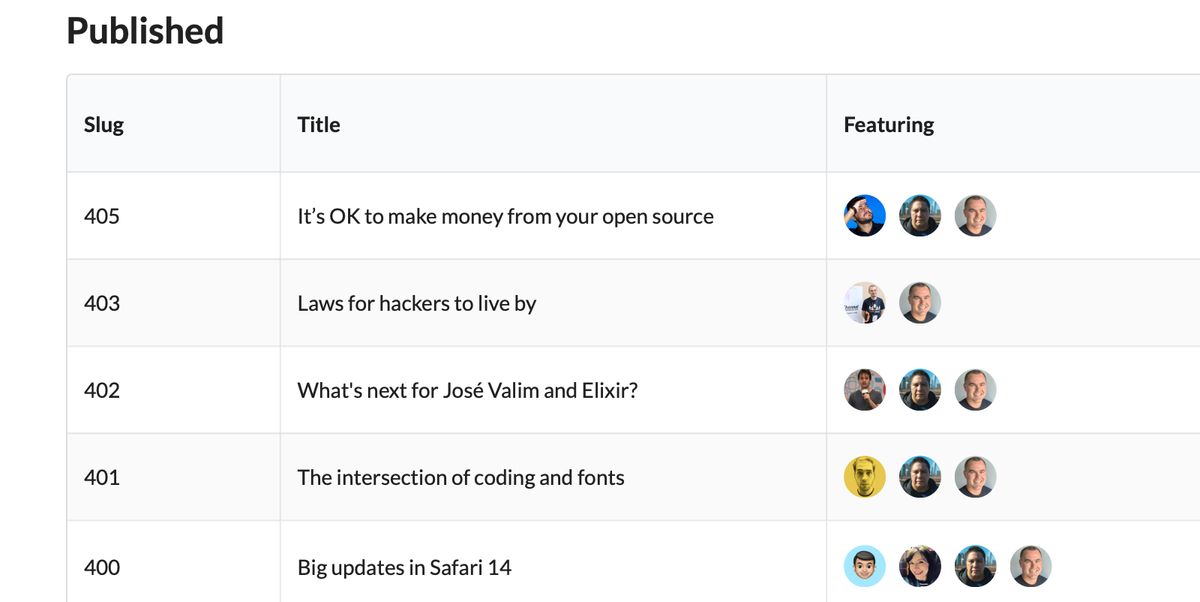 Published
Slug Title Featuring
405 It’s OK to make money from your open source
403 Laws for hackers to live by
402 What's next for José Valim and Elixir?
401 The intersection of coding and fonts
400 Big updates in Safari 14